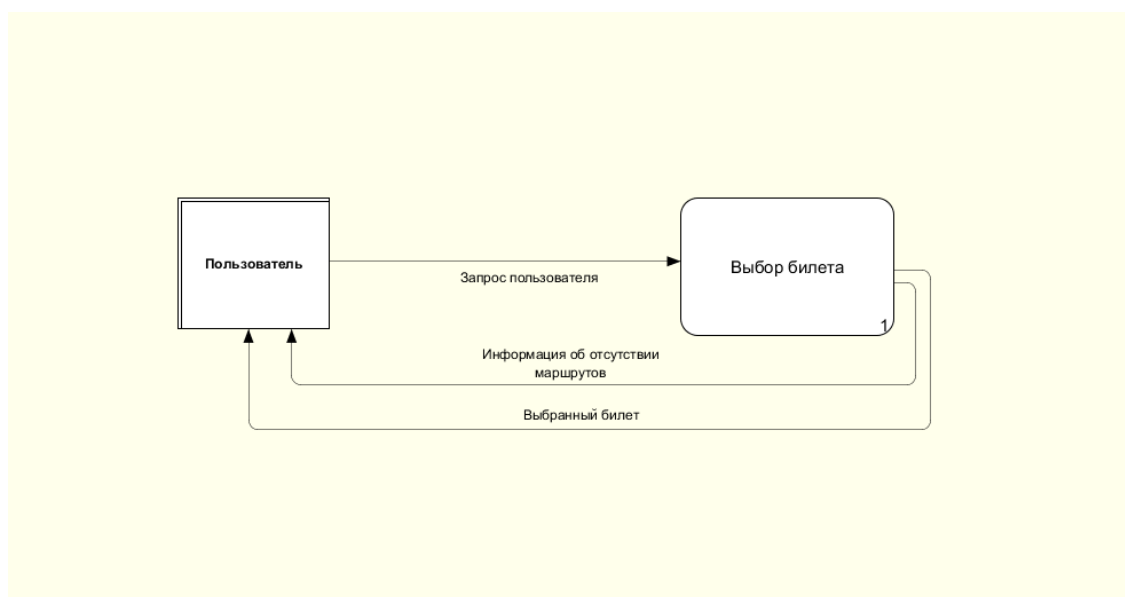 Пользователь
Выбор билета
Запрос пользователя
1
Информация об отсутствии
маршрутов
Выбранный билет